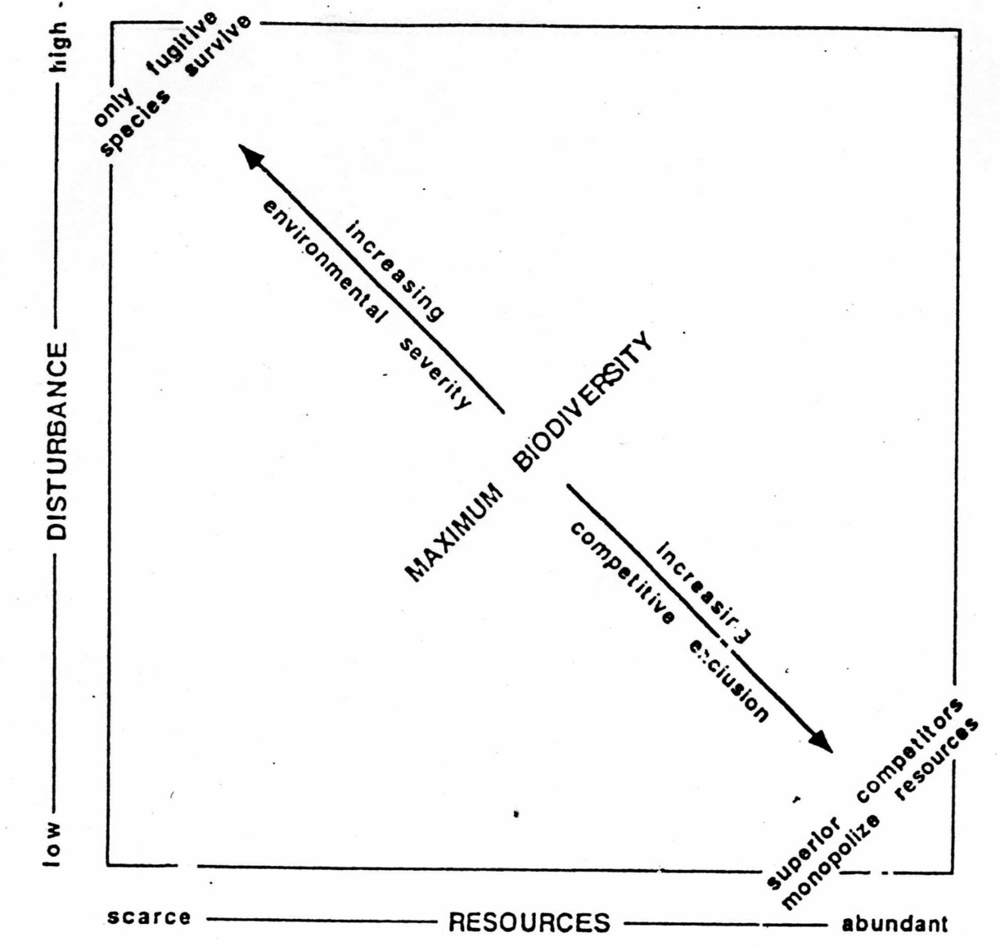 high
only fugitive
species survive
increasing
environmental severity
DISTURBANCE
MAXIMUM BIODIVERSITY
increasing
competitive exclusion
superior competitors
monopolize resources
low
scarce
RESOURCES
abundant